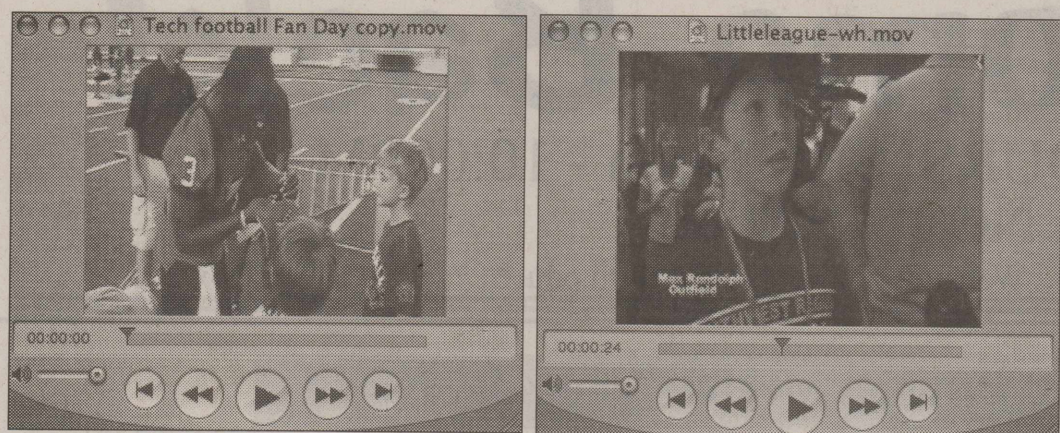 Tech football Fan Day copy.mov
3
00:00:00
Littleleague-wh.mov
Max Randolph
Outfield
00:00:24